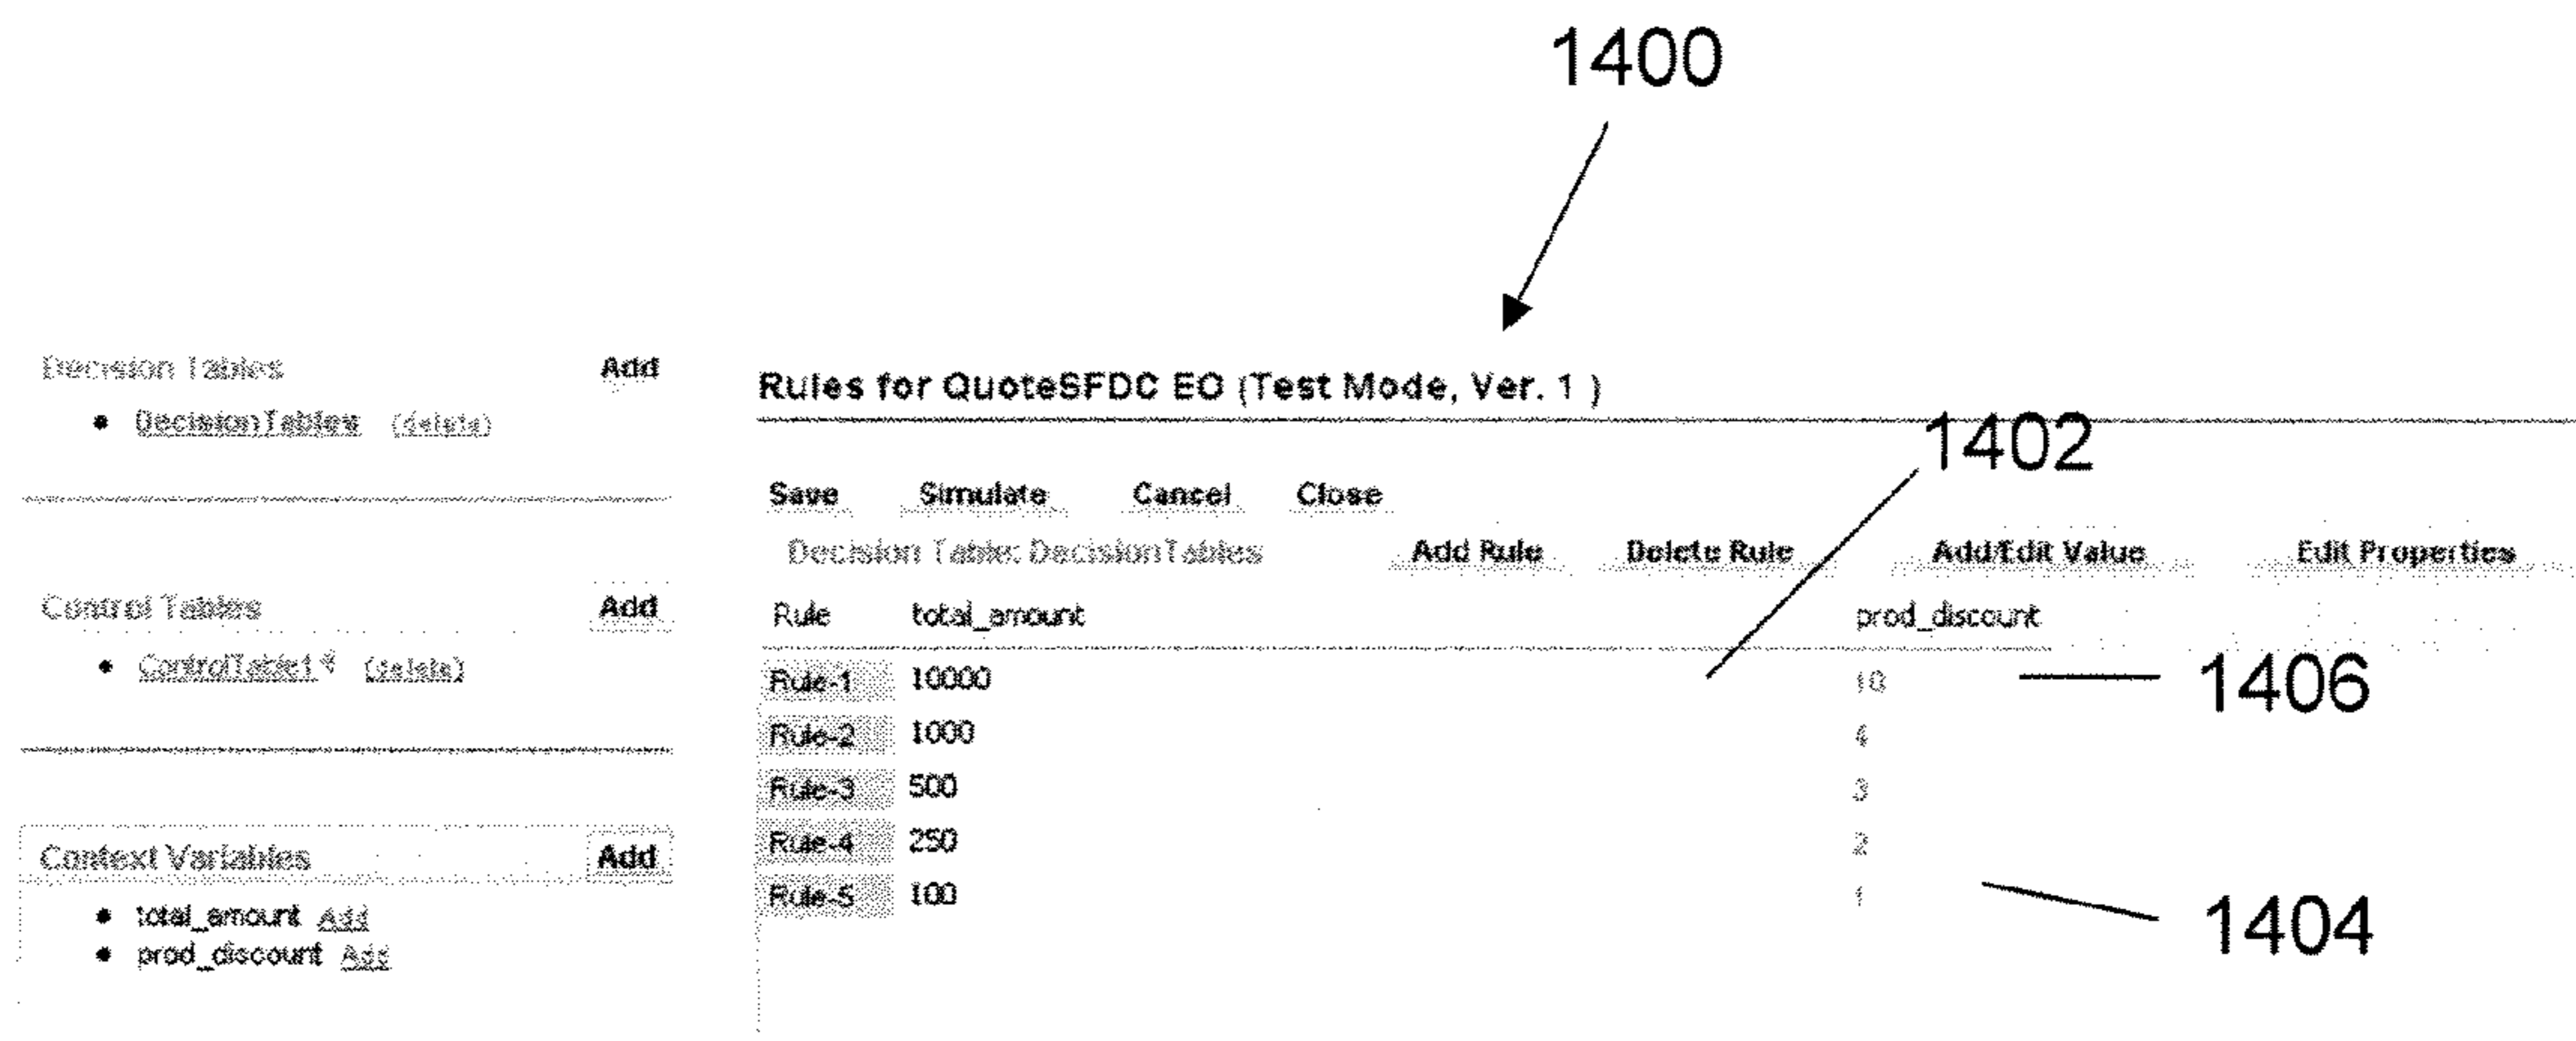 1400
Decision Tables Add
• DecisionTables (delete)
Control Tables Add
• ControlTable1 (delete)
Context Variables Add
• total_amount Add
• prod_discount Add
Rules for QuoteSFDC EO (Test Mode, Ver. 1 )
1402
Save Simulate Cancel Close
Decision Table: DecisionTables Add Rule Delete Rule Add/Edit Value Edit Properties
Rule total_amount prod_discount
Rule-1 10000 10 1406
Rule-2 1000 4
Rule-3 500 3
Rule-4 250 2
Rule-5 100 1
1404